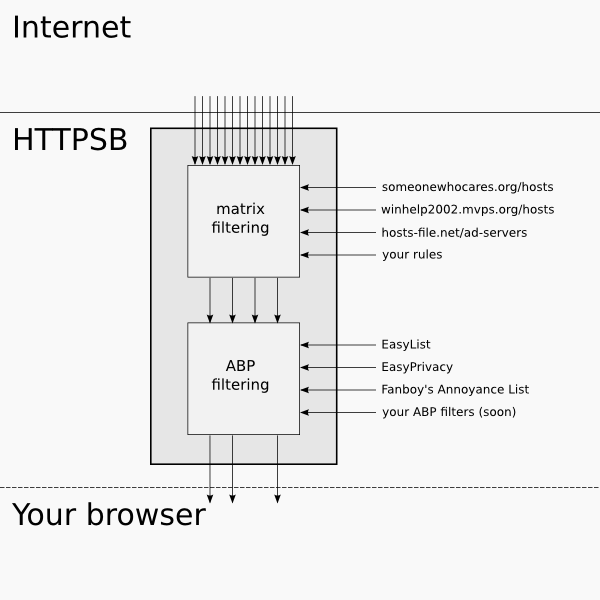 Internet
HTTPSB
matrix
filtering
someonewhocares.org/hosts
winhelp2002.mvps.org/hosts
hosts-file.net/ad-servers
your rules
ABP
filtering
EasyList
EasyPrivacy
Fanboy's Annoyance List
your ABP filters (soon)
Your browser